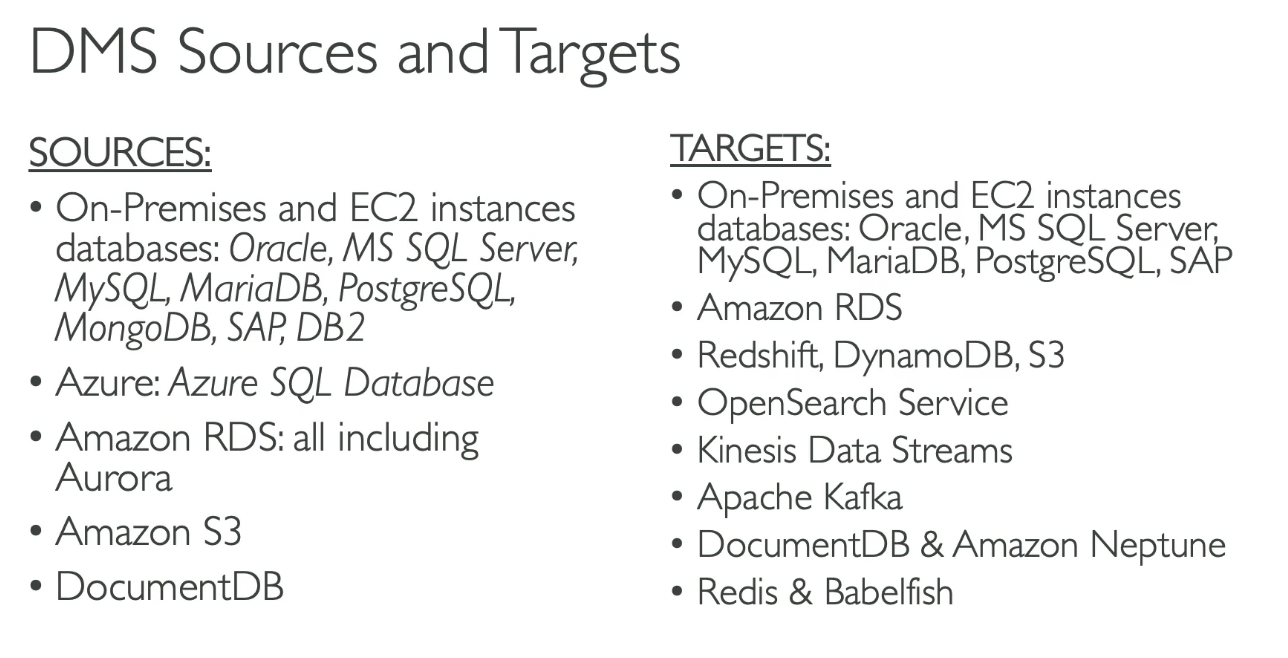 DMS Sources and Targets
SOURCES:
• On-Premises and EC2 instances
databases: Oracle, MS SQL Server,
MySQL, MariaDB, PostgreSQL,
MongoDB, SAP, DB2
• Azure: Azure SQL Database
• Amazon RDS: all including
Aurora
• Amazon S3
• DocumentDB
TARGETS:
• On-Premises and EC2 instances
databases: Oracle, MS SQL Server,
MySQL, MariaDB, PostgreSQL, SAP
• Amazon RDS
• Redshift, DynamoDB, S3
• OpenSearch Service
• Kinesis Data Streams
• Apache Kafka
• DocumentDB & Amazon Neptune
• Redis & Babelfish